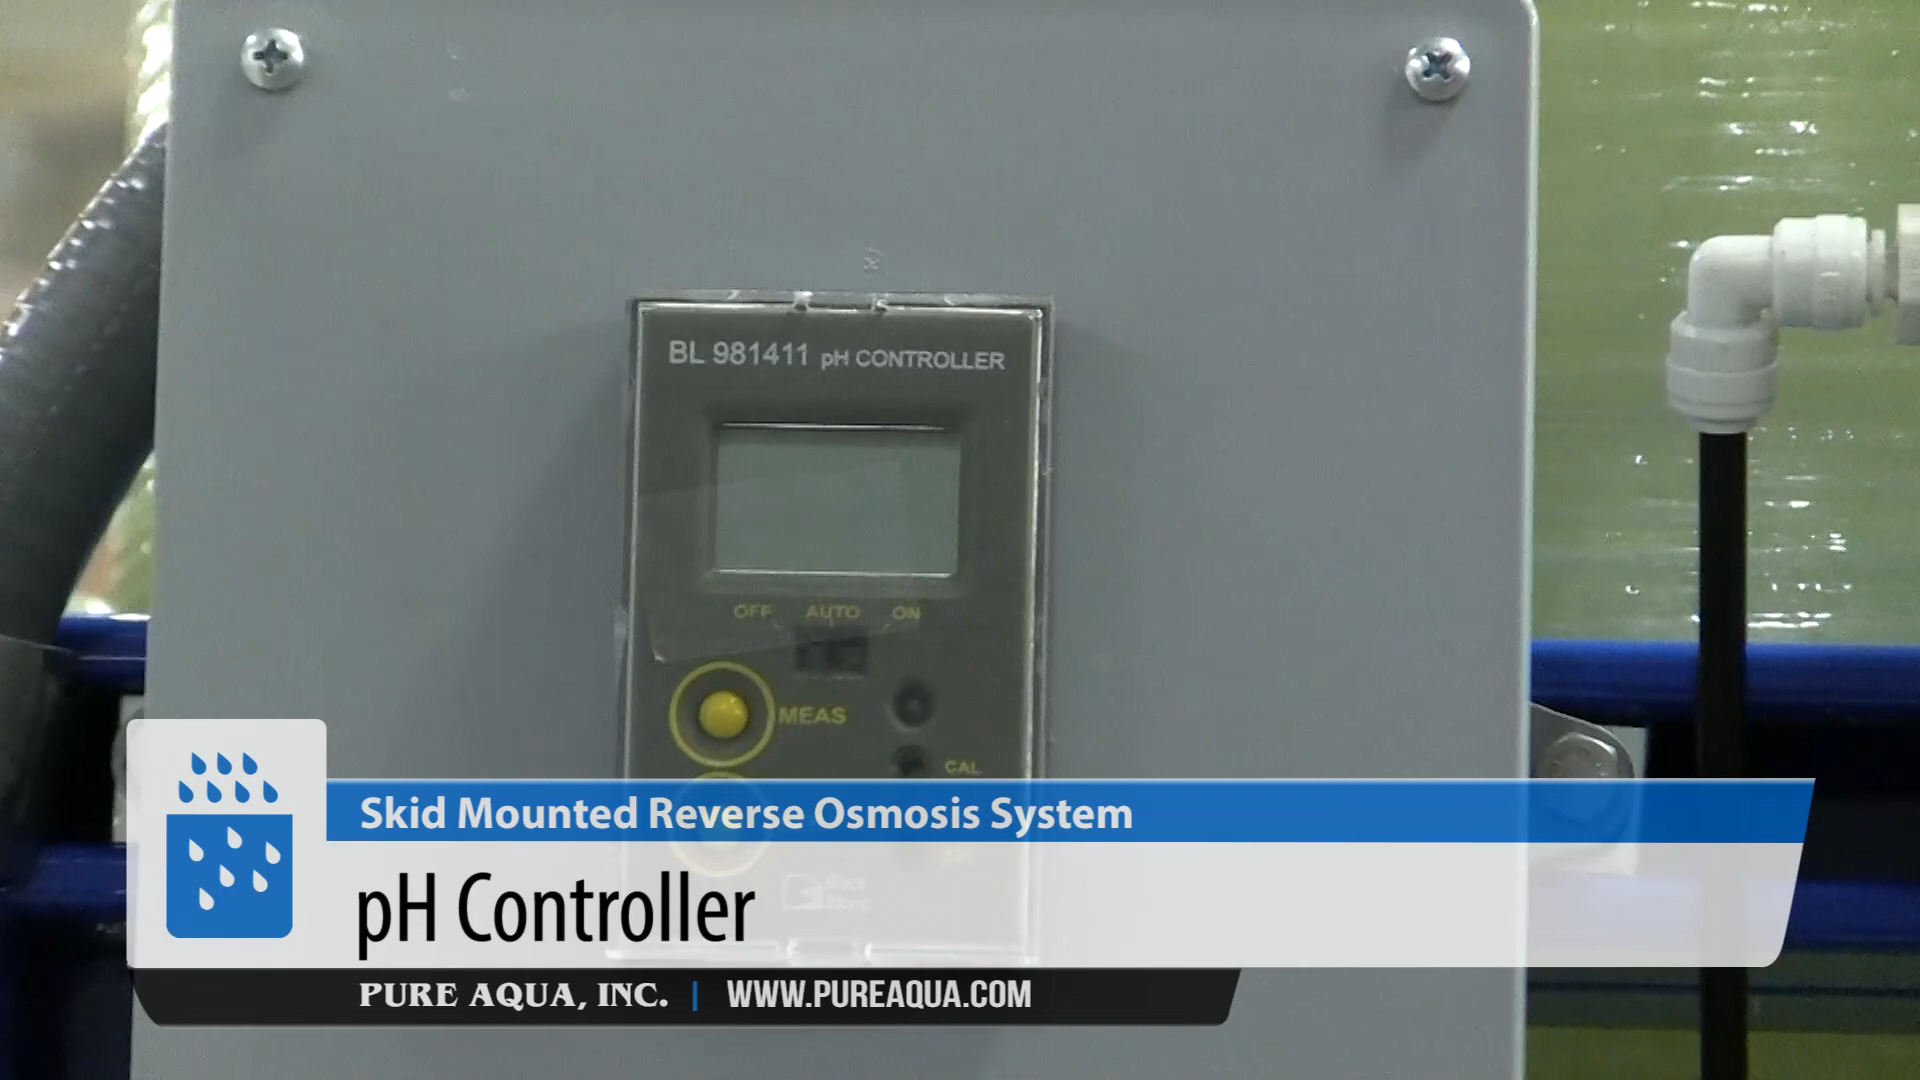 BL 981411 pH CONTROLLER
OFF AUTO ON
MEAS
CAL
Skid Mounted Reverse Osmosis System
pH Controller
PURE AQUA, INC. | WWW.PUREAQUA.COM